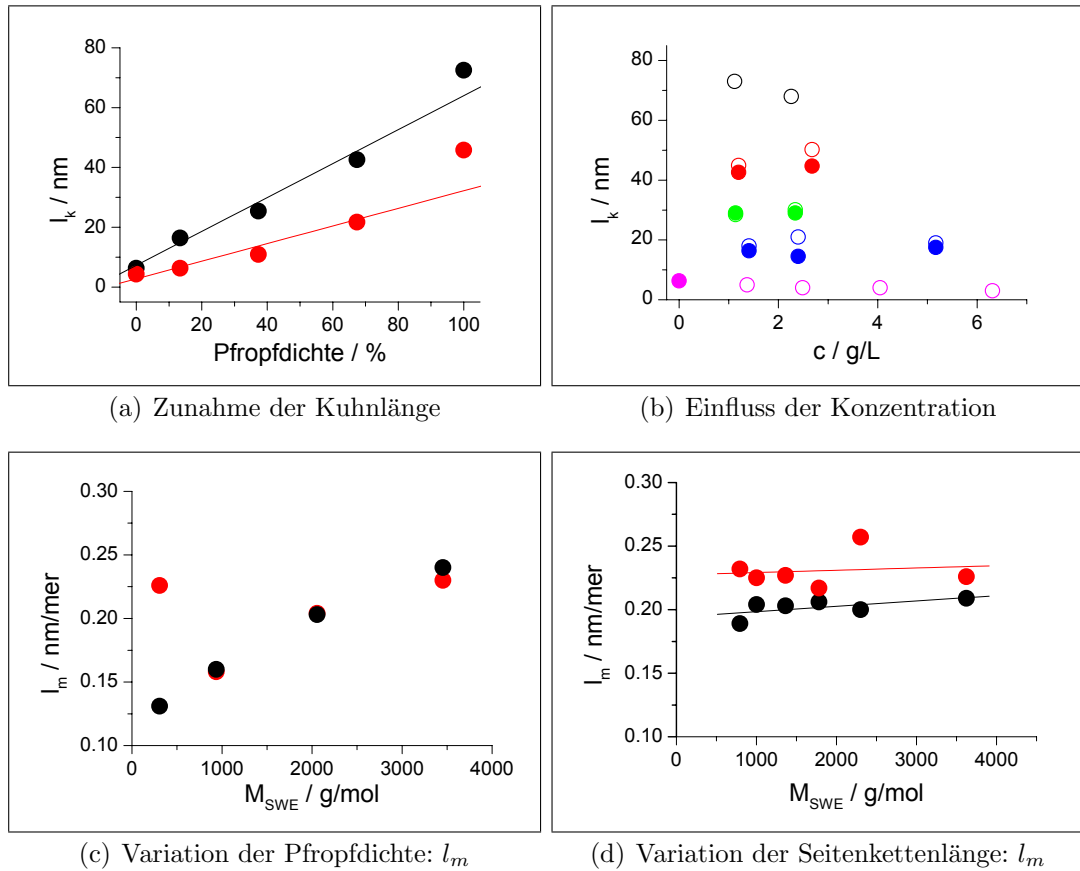 80
60
40
20
0
l_k / nm
0 20 40 60 80 100
Pfropfdichte / %
(a) Zunahme der Kuhnlänge
80
60
40
20
0
l_k / nm
0 2 4 6
c / g/L
(b) Einfluss der Konzentration
0.30
0.25
0.20
0.15
0.10
l_m / nm/mer
0 1000 2000 3000 4000
M_SWE / g/mol
(c) Variation der Pfropfdichte: l_m
0.30
0.25
0.20
0.15
0.10
l_m / nm/mer
0 1000 2000 3000 4000
M_SWE / g/mol
(d) Variation der Seitenkettenlänge: l_m